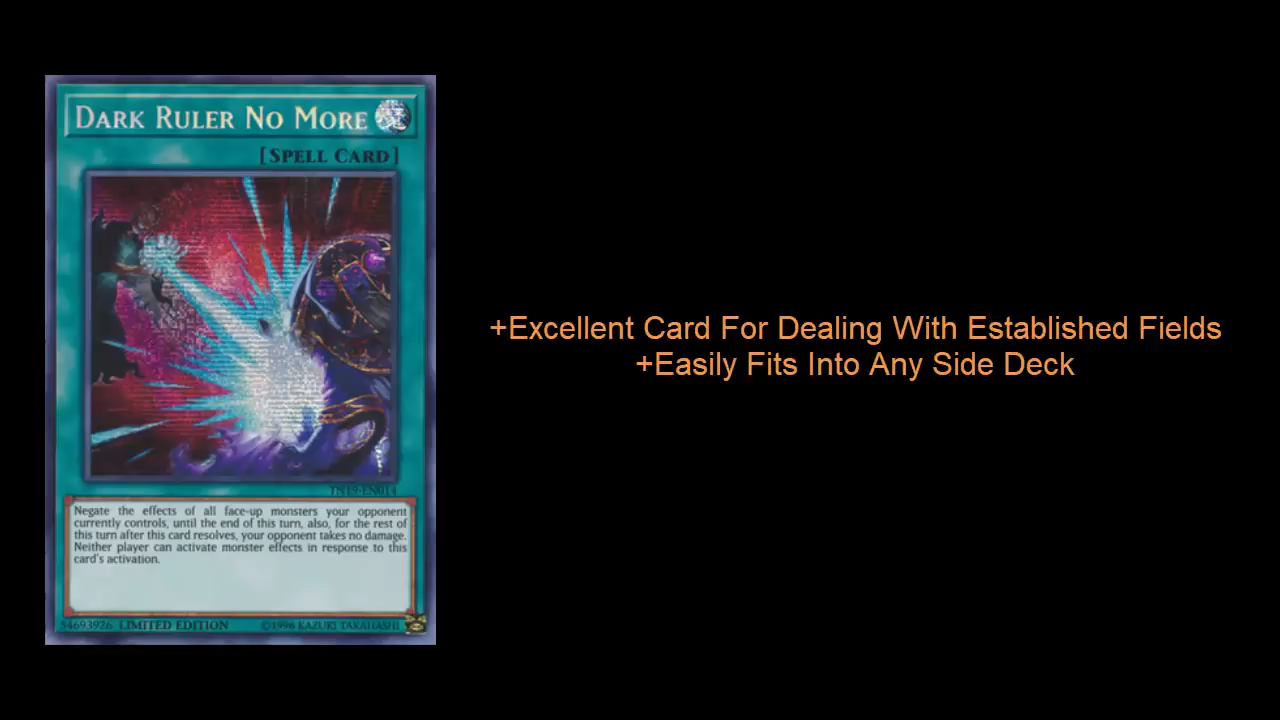 DARK RULER NO MORE
[SPELL CARD]
TN19-EN014
Negate the effects of all face-up monsters your opponent
currently controls, until the end of this turn, also, for the rest of
this turn after this card resolves, your opponent takes no damage.
Neither player can activate monster effects in response to this
card's activation.
54693926 LIMITED EDITION ©1996 KAZUKI TAKAHASHI
+Excellent Card For Dealing With Established Fields
+Easily Fits Into Any Side Deck